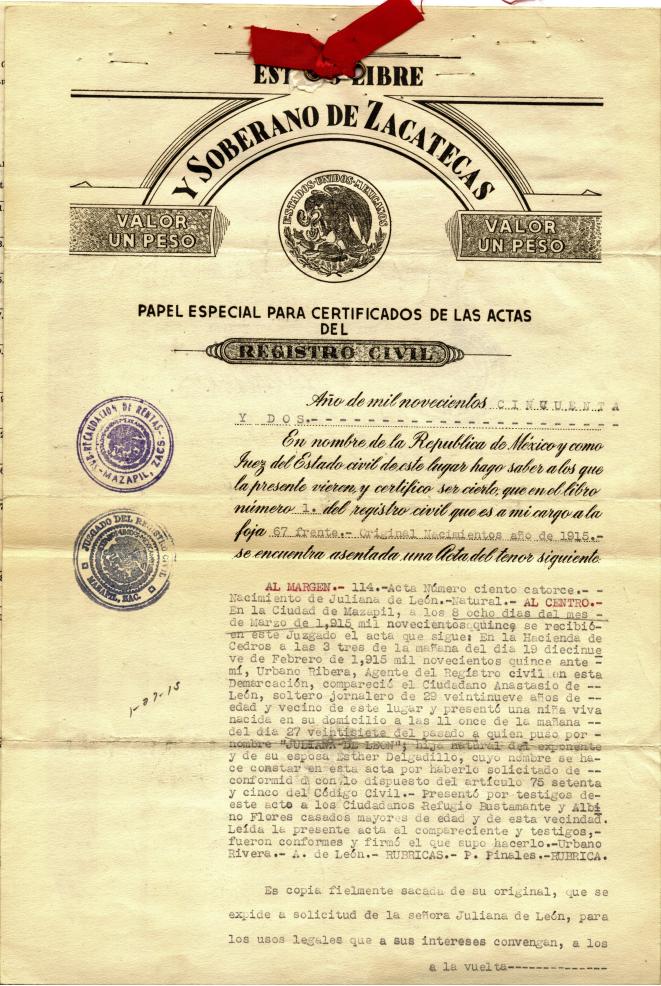 EST LIBRE
Y SOBERANO DE ZACATECAS
ESTADOS UNIDOS MEXICANOS
VALOR
UN PESO
VALOR
UN PESO
PAPEL ESPECIAL PARA CERTIFICADOS DE LAS ACTAS
DEL
REGISTRO CIVIL
Año de mil novecientos CINCUENTA
Y DOS.- - - - - - - - - - - - - - - - - - - -
En nombre de la Republica de México y como
Juez del Estado civil de este lugar hago saber a los que
la presente vieren, y certifico ser cierto, que en el libro
número 1. del registro civil que es a mi cargo a la
foja 67 frente.- Original Nacimientos año de 1915.-
se encuentra asentada una Acta del tenor siguiente:
SUB-RECAUDACION DE RENTAS
MAZAPIL, ZACS.
JUZGADO DEL REGISTRO CIVIL
MAZAPIL, ZAC.
AL MARGEN.- 114.-Acta Número ciento catorce.- -
Nacimiento de Juliana de León.-Natural.- AL CENTRO.-
En la Ciudad de Mazapil, a los 8 ocho dias del mes -
de Marzo de 1,915 mil novecientos quince se recibió-
en este Juzgado el acta que sigue: En la Hacienda de
Cedros a las 3 tres de la mañana del dia 19 diecinue
ve de Febrero de 1,915 mil novecientos quince ante -
mí, Urbano Ribera, Agente del Registro civil en esta
Demarcación, compareció el Ciudadano Anastasio de --
León, soltero jornalero de 29 veintinueve años de --
edad y vecino de este lugar y presentó una niña viva
nacida en su domicilio a las 11 once de la mañana --
del día 27 veintisiete del pasado a quien puso por -
nombre "JULIANA DE LEON"; hija natural del exponente
y de su esposa Esther Delgadillo, cuyo nombre se ha-
ce constar en esta acta por haberlo solicitado de --
conformid d con lo dispuesto del artículo 75 setenta
y cinco del Código Civil.- Presentó por testigos de-
este acto a los Ciudadanos Refugio Bustamante y Albi
no Flores casados mayores de edad y de esta vecindad.
Leída la presente acta al compareciente y testigos,-
fueron conformes y firmó el que supo hacerlo.-Urbano
Rivera.- A. de León.- RUBRICAS.- P. Pinales.-RUBRICA.
1-27-15
Es copia fielmente sacada de su original, que se
expide a solicitud de la señora Juliana de León, para
los usos legales que a sus intereses convengan, a los
a la vuelta--------------